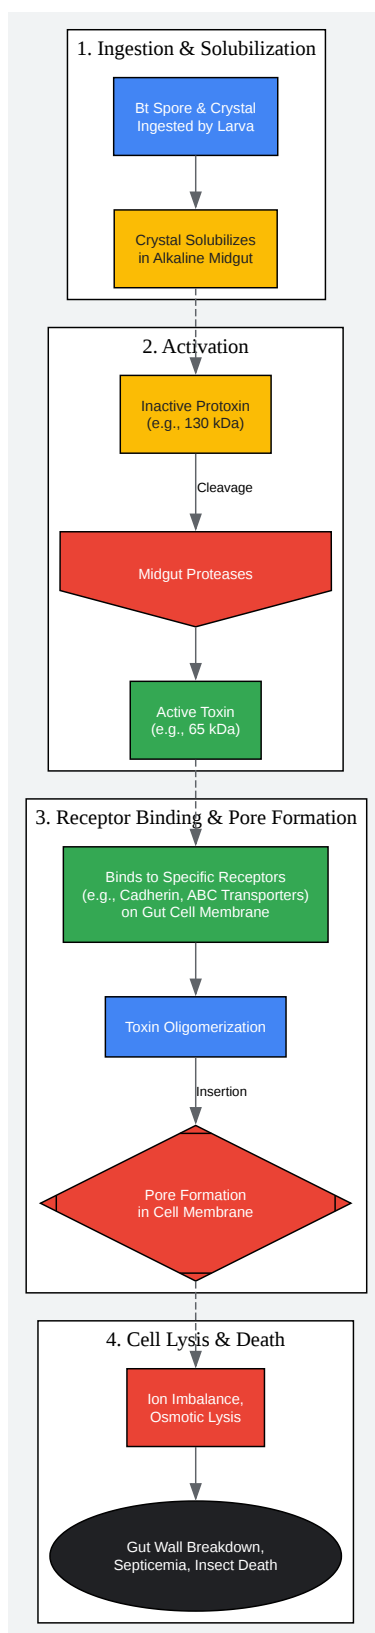 1. Ingestion & Solubilization
Bt Spore & Crystal
Ingested by Larva
Crystal Solubilizes
in Alkaline Midgut
2. Activation
Inactive Protoxin
(e.g., 130 kDa)
Cleavage
Midgut Proteases
Active Toxin
(e.g., 65 kDa)
3. Receptor Binding & Pore Formation
Binds to Specific Receptors
(e.g., Cadherin, ABC Transporters)
on Gut Cell Membrane
Toxin Oligomerization
Insertion
Pore Formation
in Cell Membrane
4. Cell Lysis & Death
Ion Imbalance,
Osmotic Lysis
Gut Wall Breakdown,
Septicemia, Insect Death